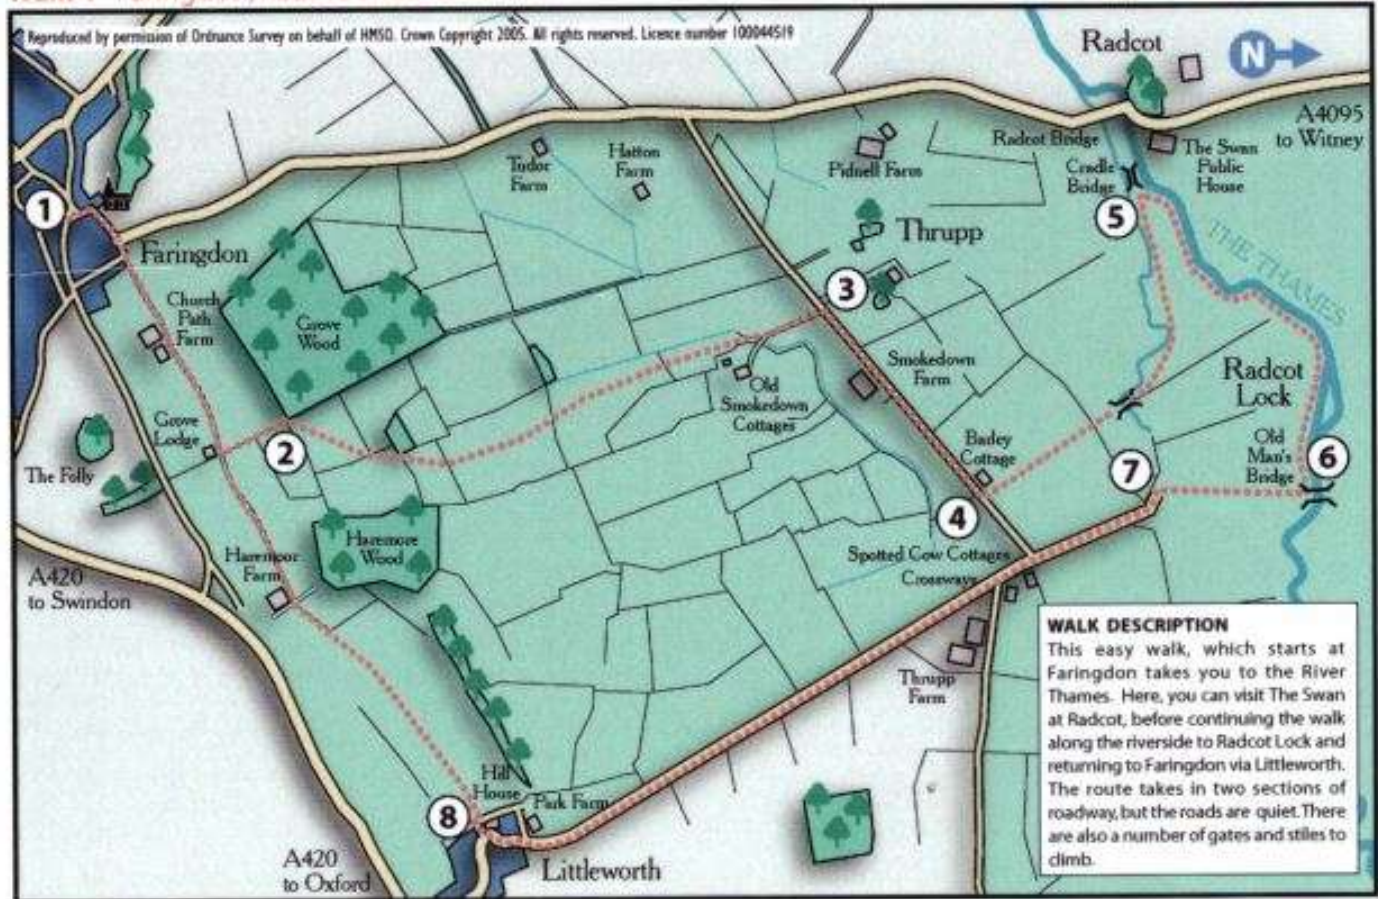 Reproduced by permission of Ordnance Survey on behalf of HMSO. Crown Copyright 2005. All rights reserved. Licence number 100044519
Radcot
N
A4095
to Witney
Radcot Bridge
The Swan
Public
House
Cradle
Bridge
Tudor
Farm
Hatton
Farm
Pidnell Farm
1
5
Faringdon
Thrupp
THE THAMES
3
Church
Path
Farm
Grove
Wood
Smokedown
Farm
Radcot
Lock
Old
Smokedown
Cottages
Grove
Lodge
2
The Folly
Barley
Cottage
7
Old
Man's
Bridge
6
4
Haremore
Wood
Haremoor
Farm
Spotted Cow Cottages
Crossways
A420
to Swindon
Thrupp
Farm
WALK DESCRIPTION
This easy walk, which starts at
Faringdon takes you to the River
Thames. Here, you can visit The Swan
at Radcot, before continuing the walk
along the riverside to Radcot Lock and
returning to Faringdon via Littleworth.
The route takes in two sections of
roadway, but the roads are quiet. There
are also a number of gates and stiles to
climb.
Hill
House
Park Farm
8
A420
to Oxford
Littleworth